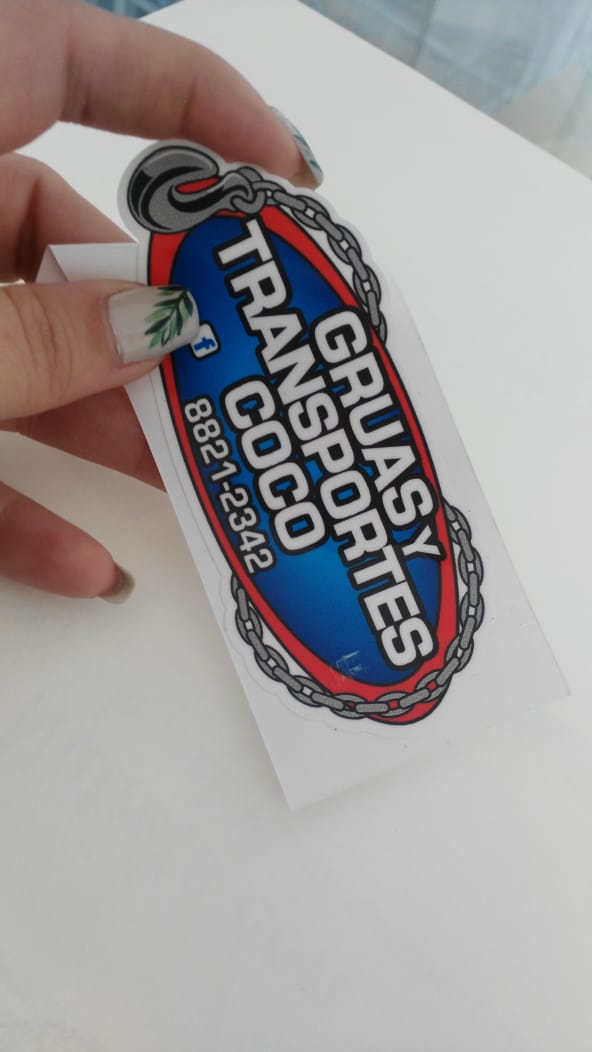 GRUAS Y
TRANSPORTES
COCO
f
8821-2342